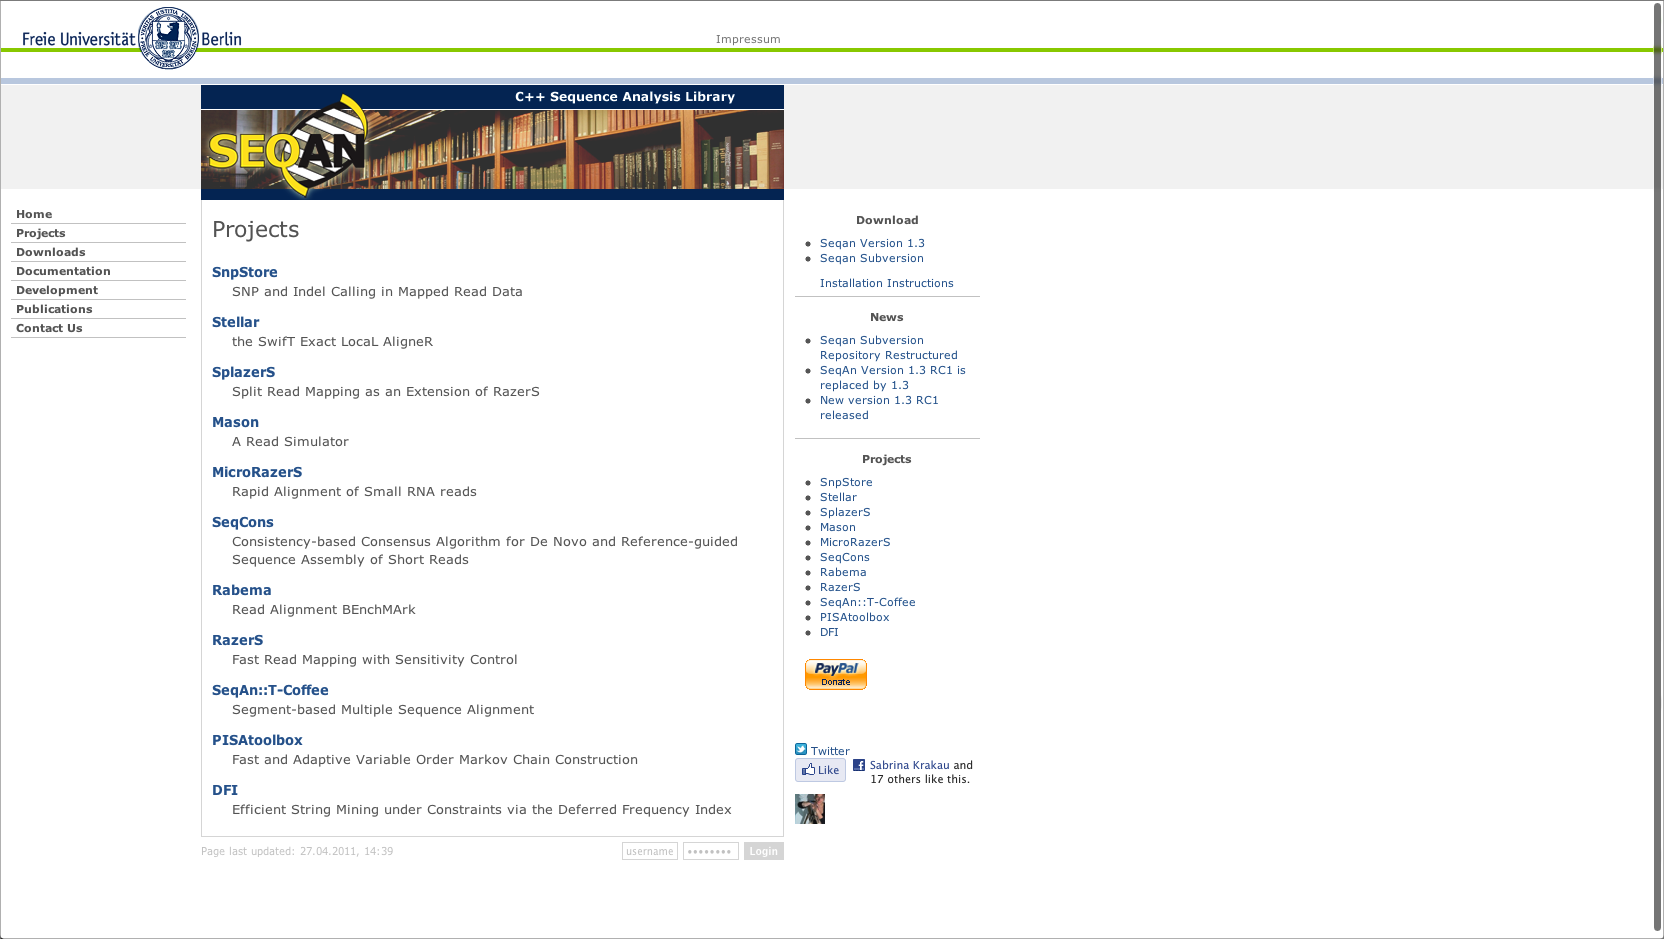 Freie Universität Berlin
Impressum
C++ Sequence Analysis Library
SEQAN
Home
Projects
Downloads
Documentation
Development
Publications
Contact Us
Projects
SnpStore
SNP and Indel Calling in Mapped Read Data
Stellar
the SwifT Exact LocaL AligneR
SplazerS
Split Read Mapping as an Extension of RazerS
Mason
A Read Simulator
MicroRazerS
Rapid Alignment of Small RNA reads
SeqCons
Consistency-based Consensus Algorithm for De Novo and Reference-guided
Sequence Assembly of Short Reads
Rabema
Read Alignment BEnchMArk
RazerS
Fast Read Mapping with Sensitivity Control
SeqAn::T-Coffee
Segment-based Multiple Sequence Alignment
PISAtoolbox
Fast and Adaptive Variable Order Markov Chain Construction
DFI
Efficient String Mining under Constraints via the Deferred Frequency Index
Page last updated: 27.04.2011, 14:39
username •••••••• Login
Download
Seqan Version 1.3
Seqan Subversion
Installation Instructions
News
Seqan Subversion
Repository Restructured
SeqAn Version 1.3 RC1 is
replaced by 1.3
New version 1.3 RC1
released
Projects
SnpStore
Stellar
SplazerS
Mason
MicroRazerS
SeqCons
Rabema
RazerS
SeqAn::T-Coffee
PISAtoolbox
DFI
PayPal
Donate
Twitter
Like
Sabrina Krakau and
17 others like this.